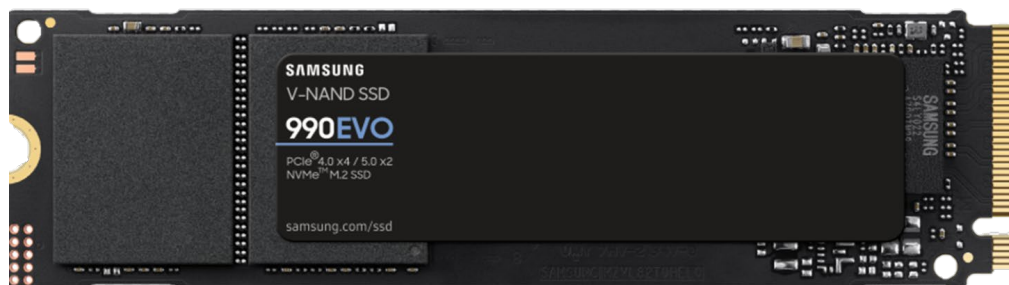 SAMSUNG
V-NAND SSD
990EVO
PCIe® 4.0 x4 / 5.0 x2
NVMe™ M.2 SSD
samsung.com/ssd
SAMSUNG